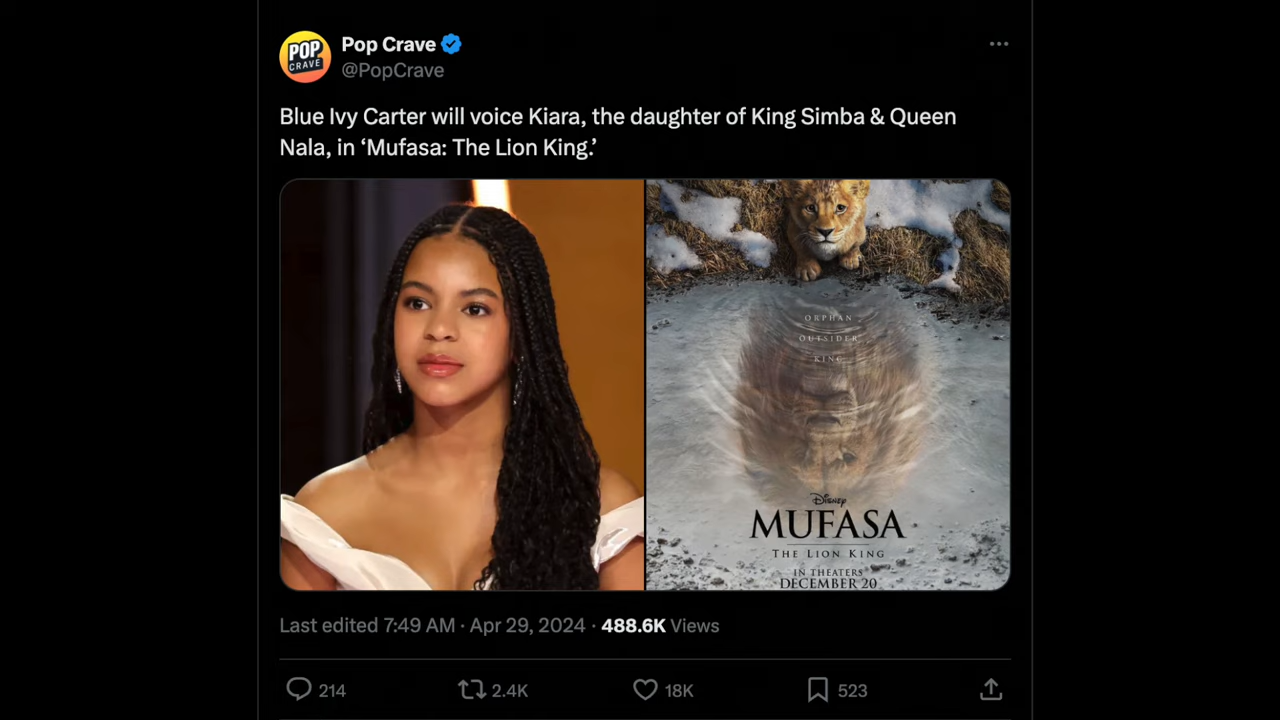 POP
CRAVE
Pop Crave
@PopCrave
Blue Ivy Carter will voice Kiara, the daughter of King Simba & Queen
Nala, in ‘Mufasa: The Lion King.’
ORPHAN
OUTSIDER
KING
Disney
MUFASA
THE LION KING
IN THEATERS
DECEMBER 20
Last edited 7:49 AM · Apr 29, 2024 · 488.6K Views
214 2.4K 18K 523